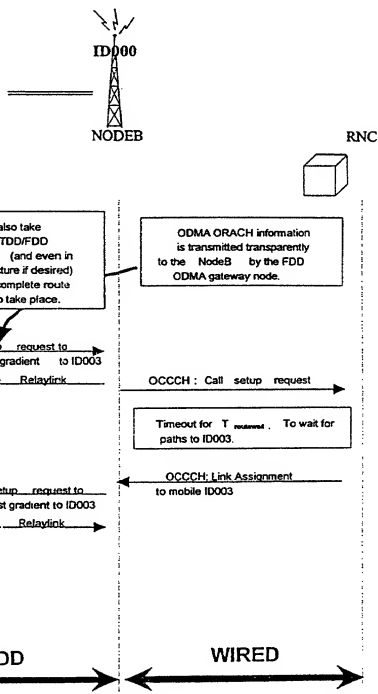 ID000
NODEB
RNC
also take
TDD/FDD
(and even in
cture if desired)
complete route
o take place.
ODMA ORACH information
is transmitted transparently
to the NodeB by the FDD
ODMA gateway node.
request to
gradient to ID003
Relaylink
OCCCH : Call setup request
Timeout for T . To wait for
paths to ID003.
OCCCH: Link Assignment
to mobile ID003
etup request to
st gradient to ID003
Relaylink
DD
WIRED